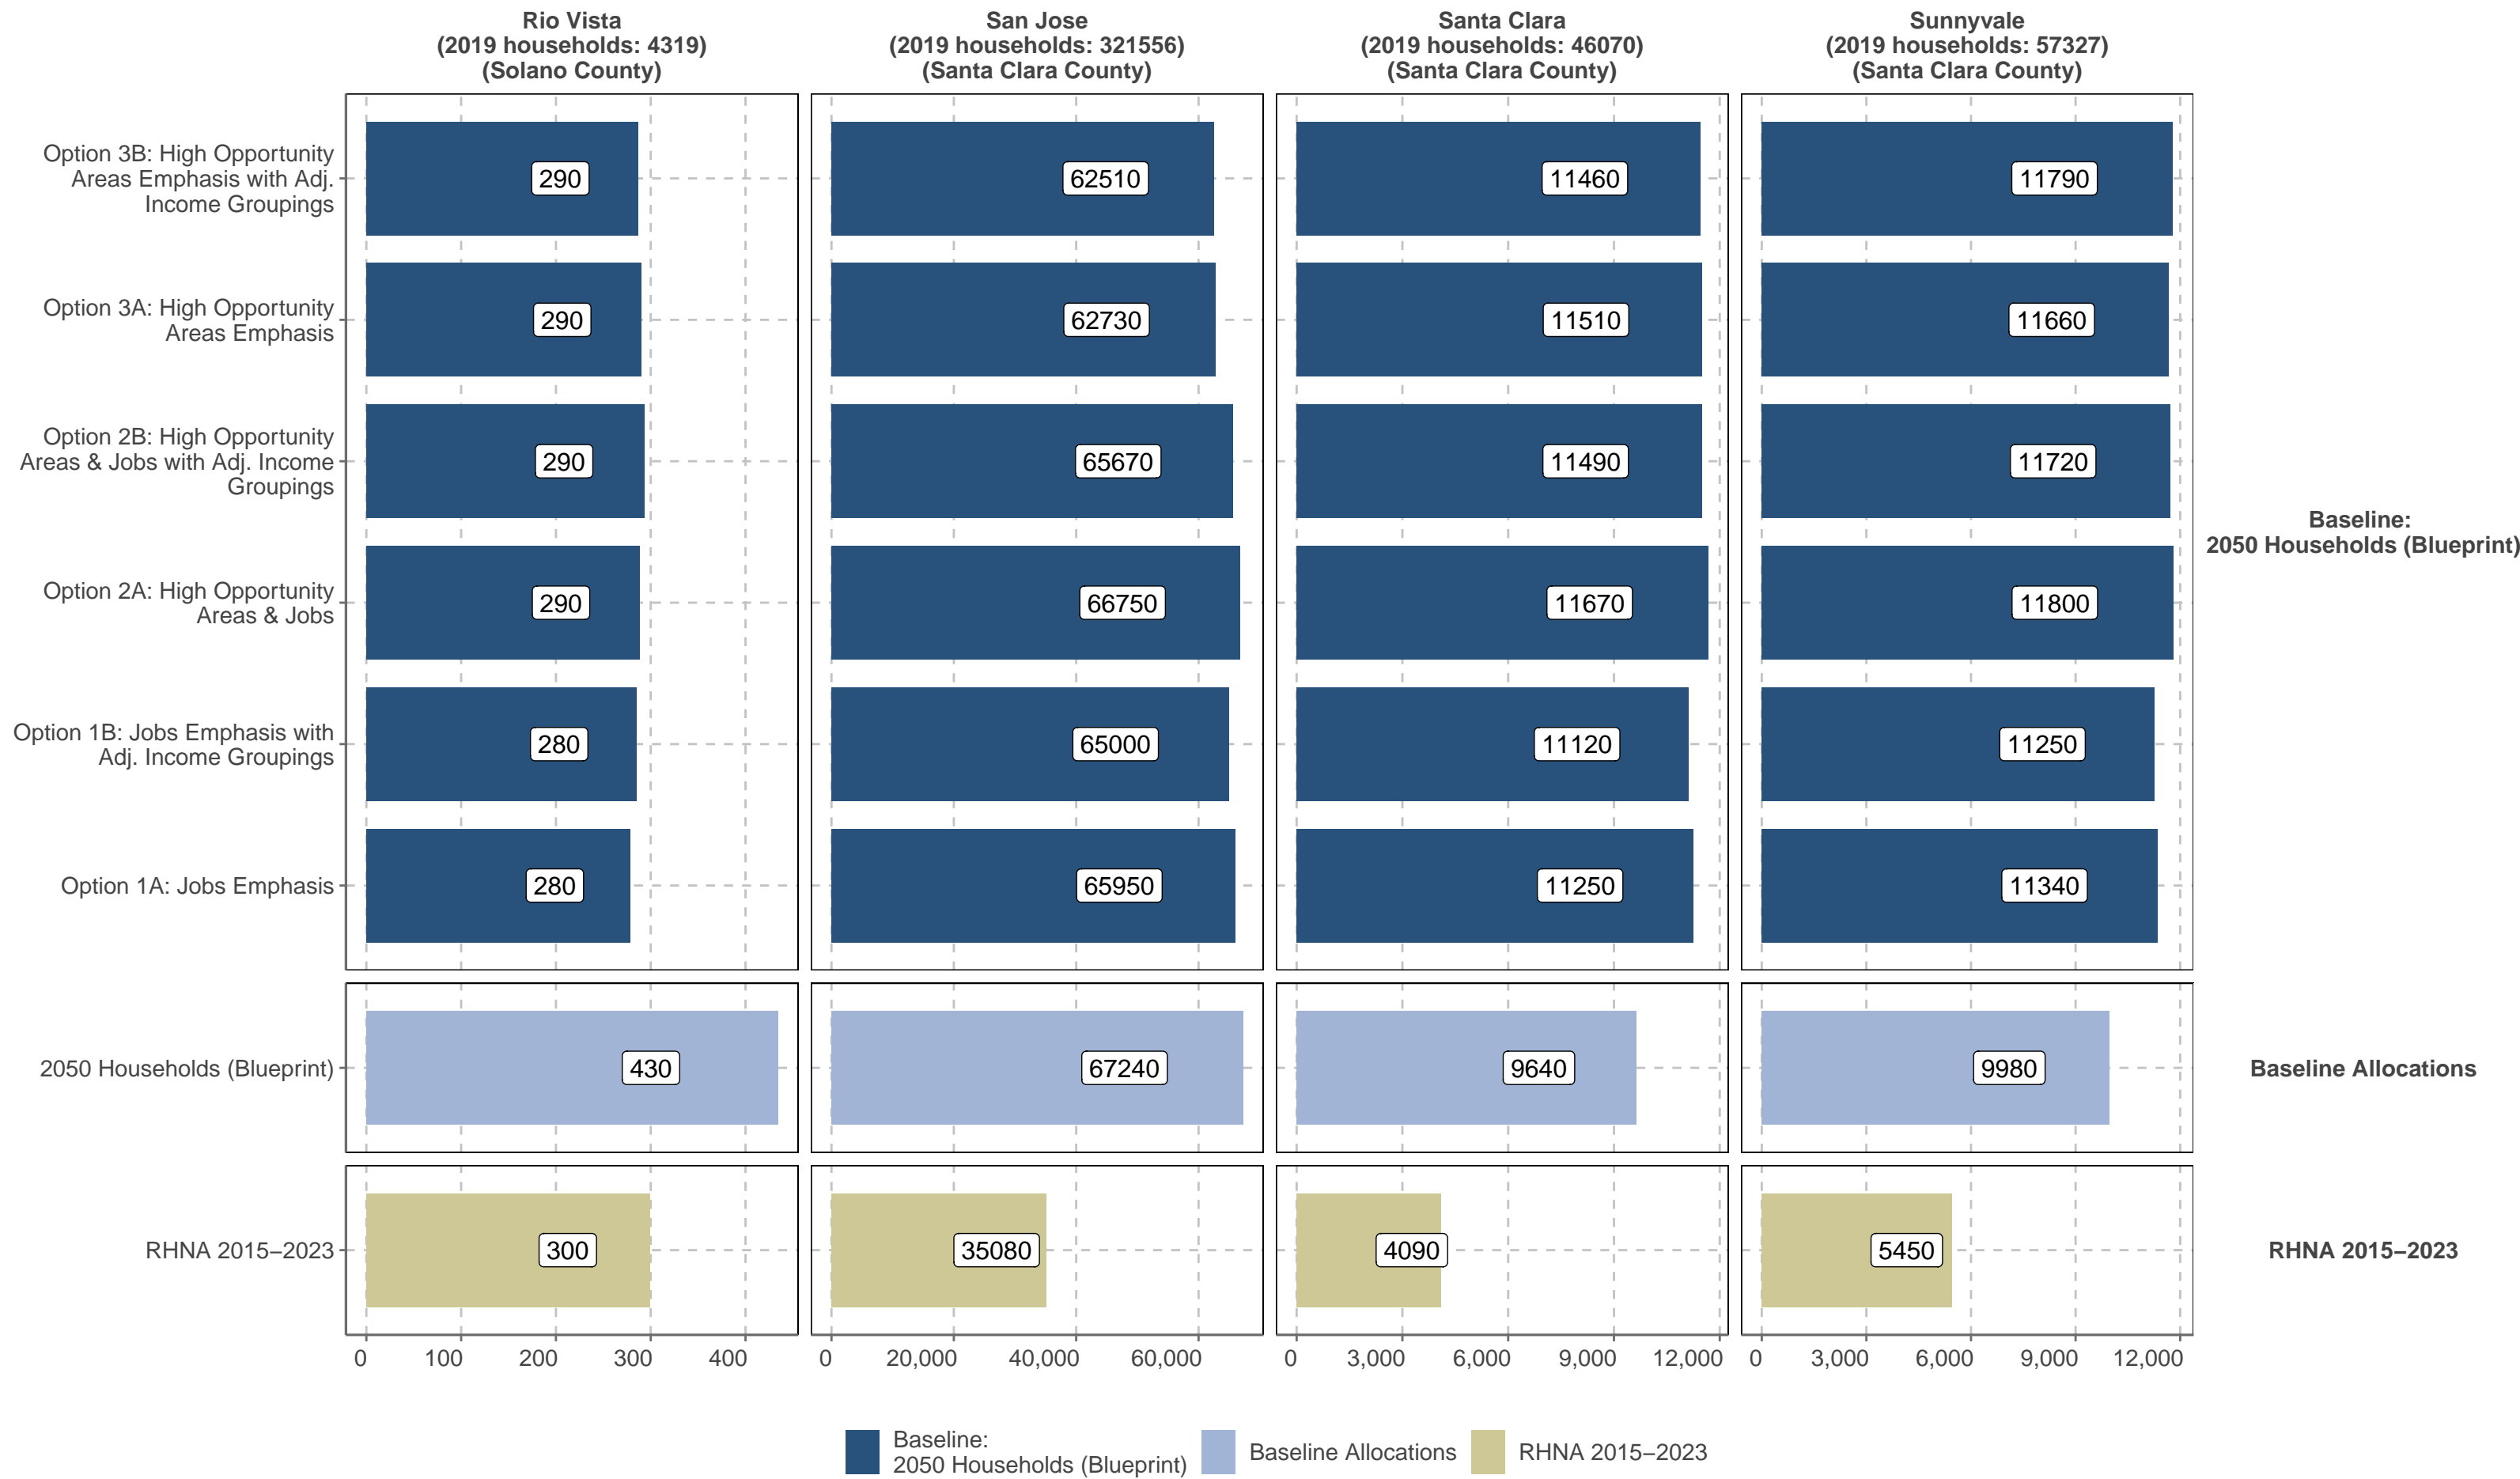 Rio Vista
(2019 households: 4319)
(Solano County)
San Jose
(2019 households: 321556)
(Santa Clara County)
Santa Clara
(2019 households: 46070)
(Santa Clara County)
Sunnyvale
(2019 households: 57327)
(Santa Clara County)
Option 3B: High Opportunity
Areas Emphasis with Adj.
Income Groupings
290
62510
11460
11790
Option 3A: High Opportunity
Areas Emphasis
290
62730
11510
11660
Option 2B: High Opportunity
Areas & Jobs with Adj. Income
Groupings
290
65670
11490
11720
Baseline:
2050 Households (Blueprint)
Option 2A: High Opportunity
Areas & Jobs
290
66750
11670
11800
Option 1B: Jobs Emphasis with
Adj. Income Groupings
280
65000
11120
11250
Option 1A: Jobs Emphasis
280
65950
11250
11340
2050 Households (Blueprint)
430
67240
9640
9980
Baseline Allocations
RHNA 2015–2023
300
35080
4090
5450
RHNA 2015–2023
0 100 200 300 400
0 20,000 40,000 60,000
0 3,000 6,000 9,000 12,000
0 3,000 6,000 9,000 12,000
Baseline:
2050 Households (Blueprint)
Baseline Allocations
RHNA 2015–2023